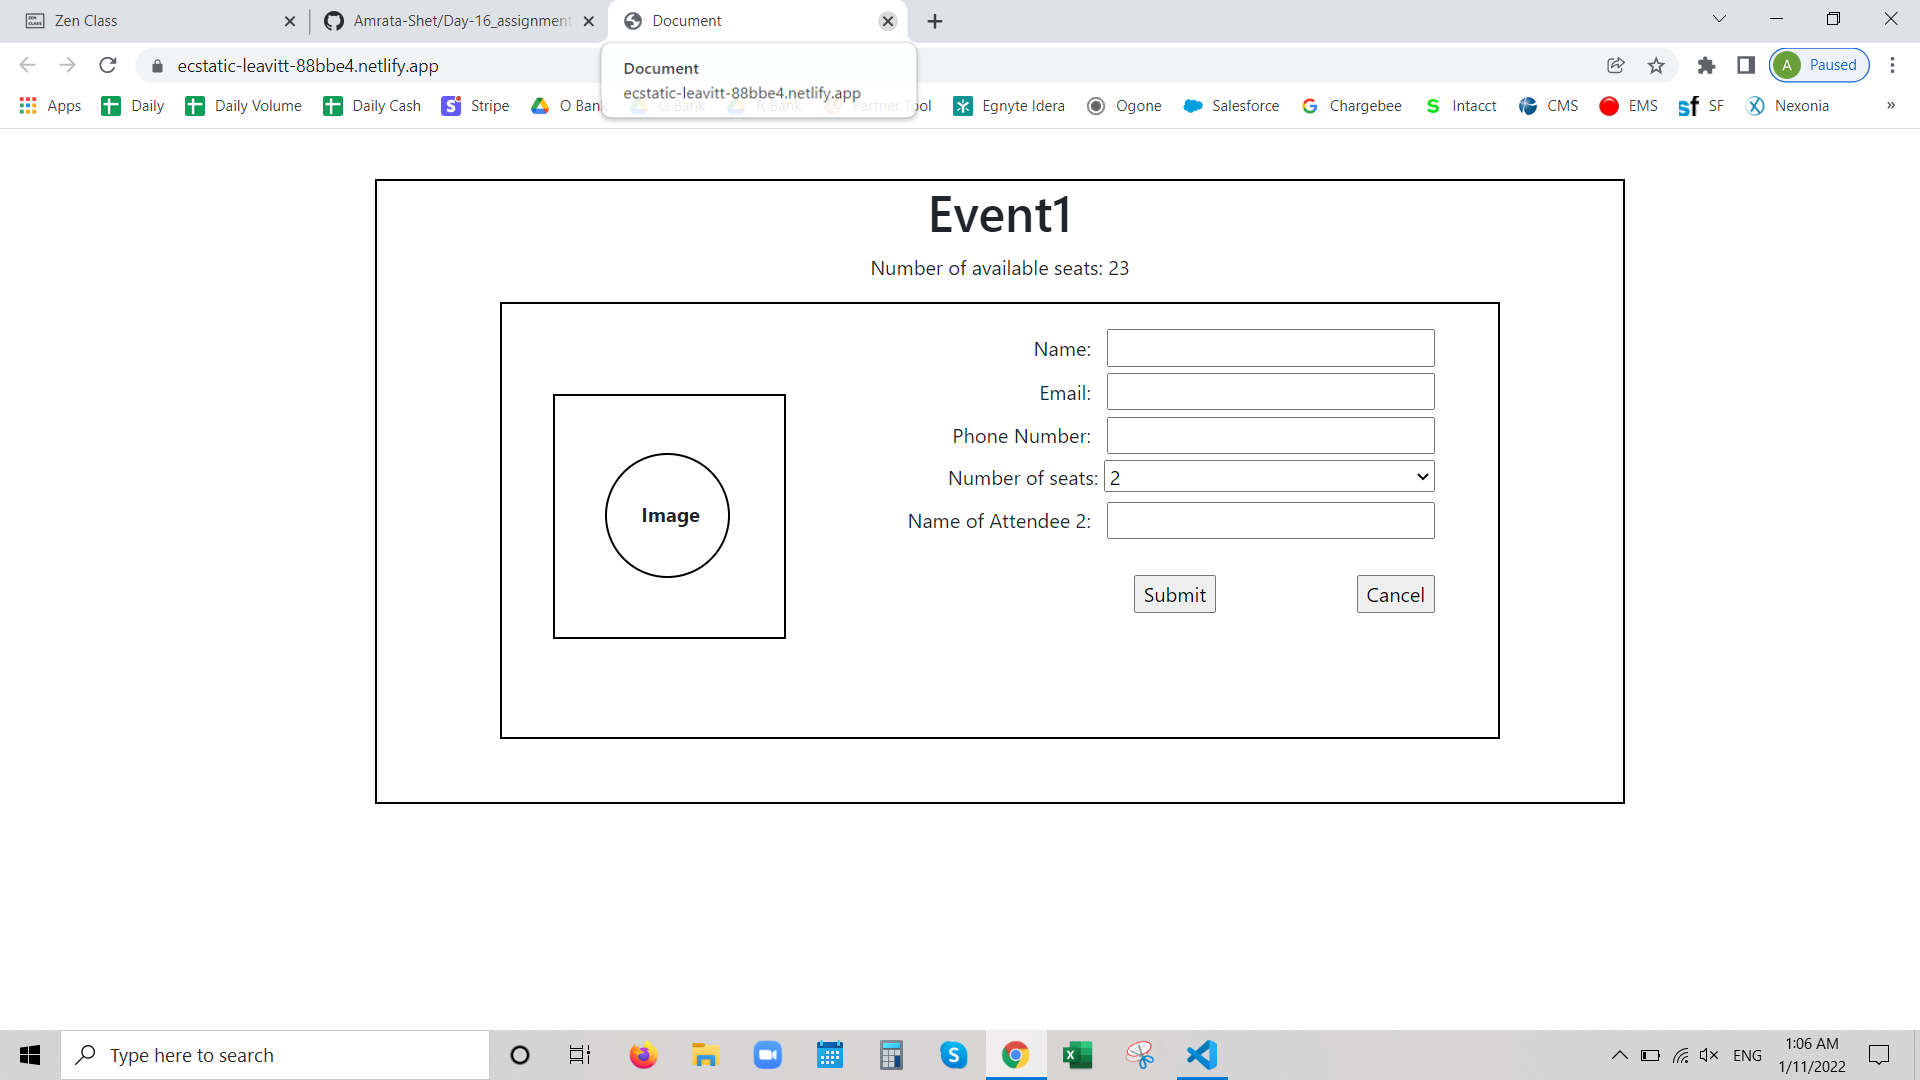 Zen Class
Amrata-Shet/Day-16_assignment
Document
ecstatic-leavitt-88bbe4.netlify.app
Document
ecstatic-leavitt-88bbe4.netlify.app
A Paused
Apps Daily Daily Volume Daily Cash Stripe O Bank G Bank R Bank Partner Tool Egnyte Idera Ogone Salesforce Chargebee Intacct CMS EMS SF Nexonia »
Event1
Number of available seats: 23
Name:
Email:
Phone Number:
Number of seats: 2
Name of Attendee 2:
Image
Submit Cancel
Type here to search
ENG
1:06 AM
1/11/2022